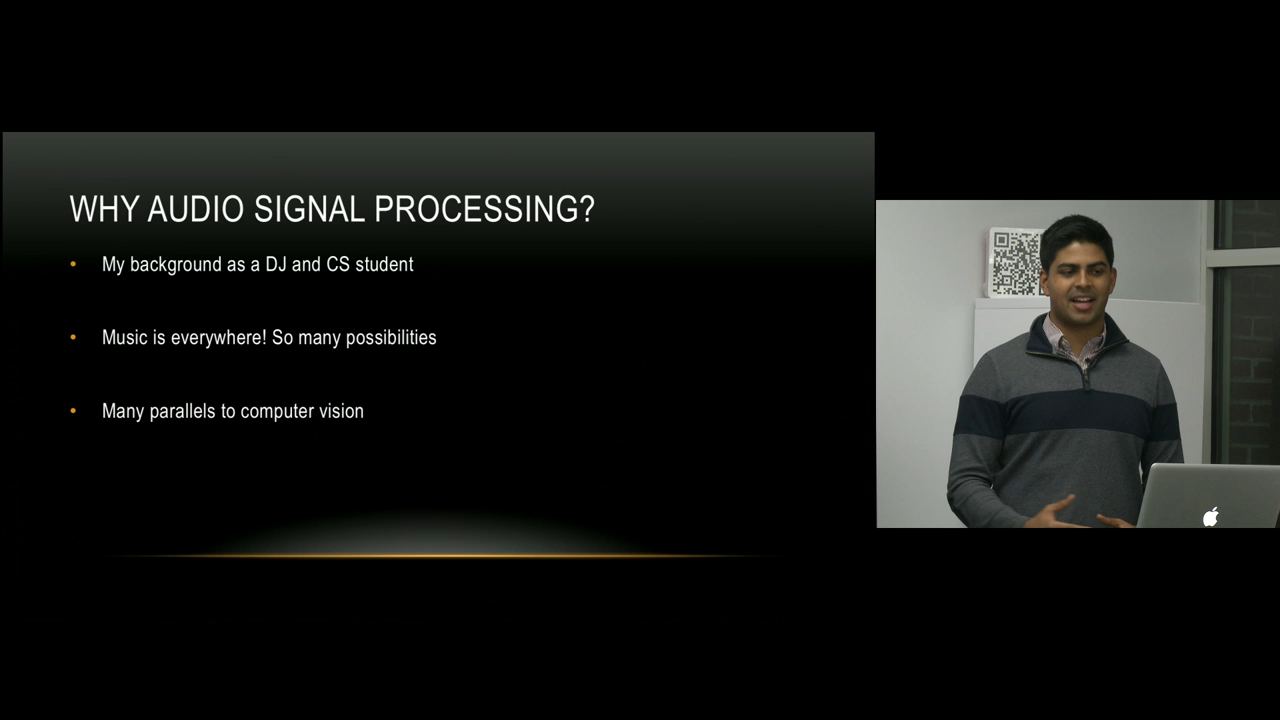 WHY AUDIO SIGNAL PROCESSING?
• My background as a DJ and CS student
• Music is everywhere! So many possibilities
• Many parallels to computer vision